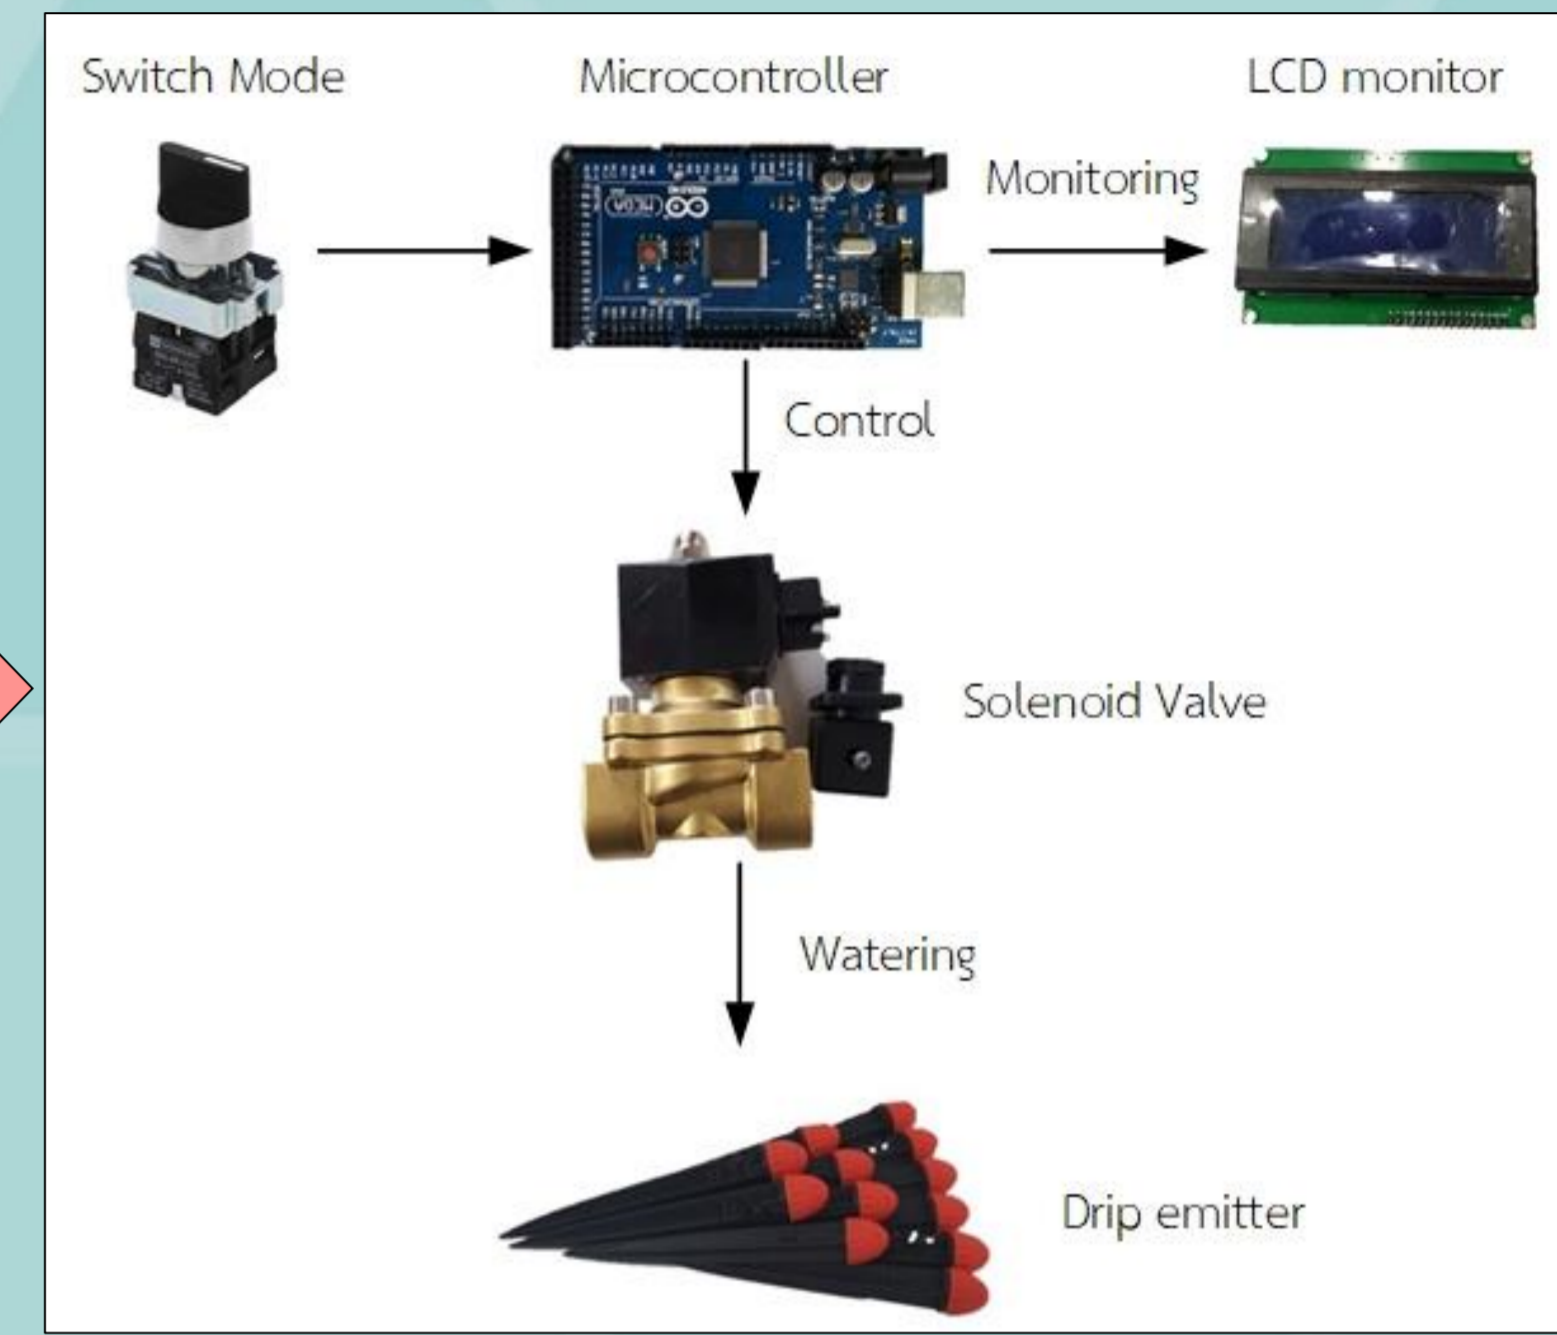 Switch Mode
Microcontroller
LCD monitor
Monitoring
Control
Solenoid Valve
Watering
Drip emitter